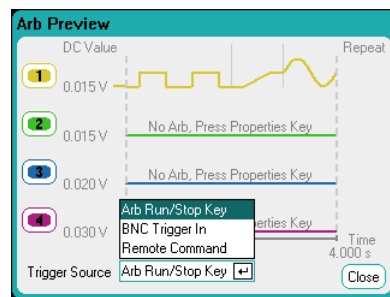 Arb Preview
DC Value
Repeat
1
0.015 V
2
0.015 V
No Arb, Press Properties Key
3
0.020 V
No Arb, Press Properties Key
4
0.030 V
erties Key
Arb Run/Stop Key
BNC Trigger In
Remote Command
Time
4.000 s
Trigger Source
Arb Run/Stop Key
Close